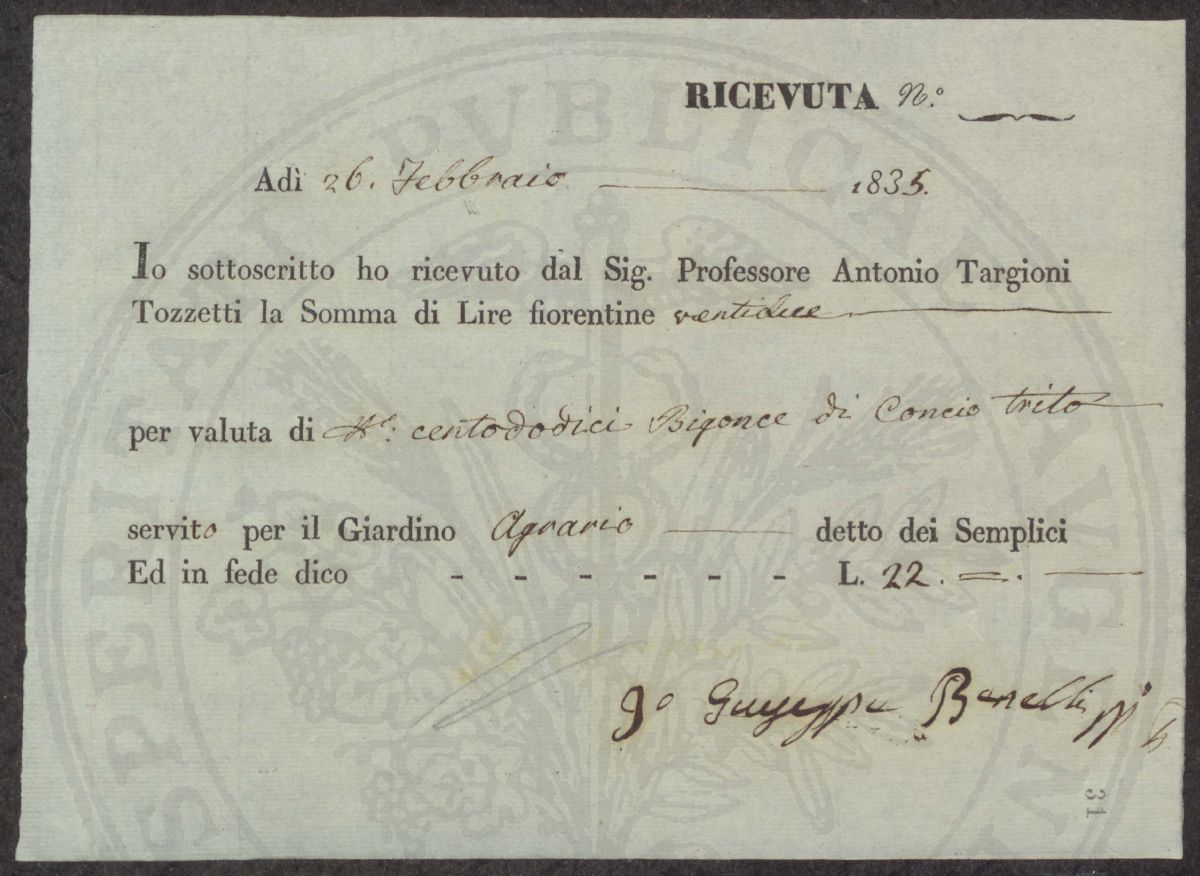 RICEVUTA N.o
Adì 26. Febbraio 1835.
Io sottoscritto ho ricevuto dal Sig. Professore Antonio Targioni
Tozzetti la Somma di Lire fiorentine ventidue
per valuta di No: centododici Bigonce di Concio trito
servito per il Giardino Agrario detto dei Semplici
Ed in fede dico - - - - - - L. 22. =.
Io Giuseppe Benelli
31